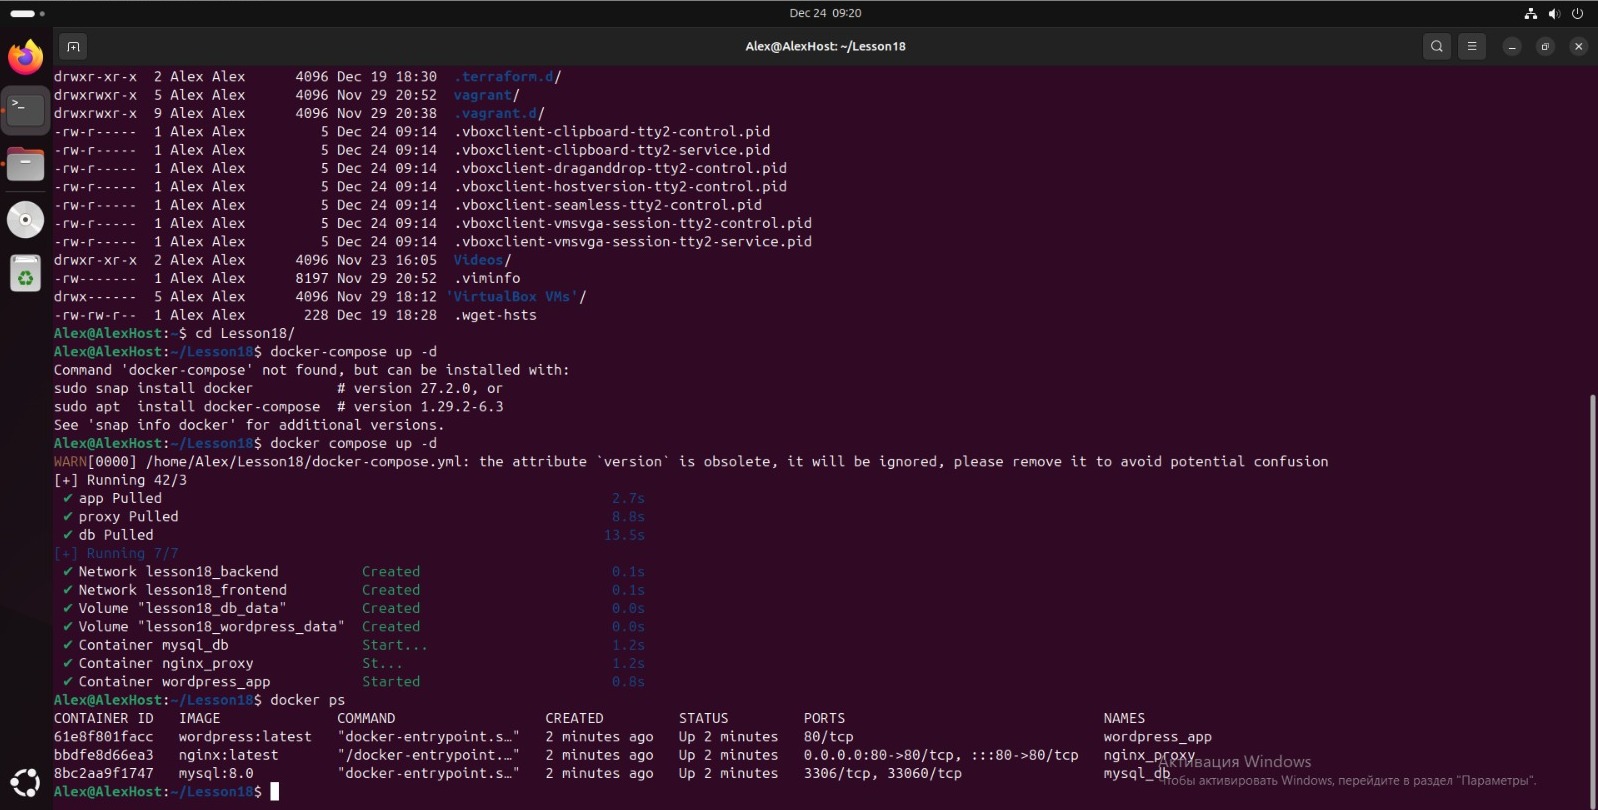 Dec 24 09:20
Alex@AlexHost: ~/Lesson18
drwxr-xr-x 2 Alex Alex 4096 Dec 19 18:30 .terraform.d/
drwxrwxr-x 5 Alex Alex 4096 Nov 29 20:52 vagrant/
drwxrwxr-x 9 Alex Alex 4096 Nov 29 20:38 .vagrant.d/
-rw-r----- 1 Alex Alex 5 Dec 24 09:14 .vboxclient-clipboard-tty2-control.pid
-rw-r----- 1 Alex Alex 5 Dec 24 09:14 .vboxclient-clipboard-tty2-service.pid
-rw-r----- 1 Alex Alex 5 Dec 24 09:14 .vboxclient-draganddrop-tty2-control.pid
-rw-r----- 1 Alex Alex 5 Dec 24 09:14 .vboxclient-hostversion-tty2-control.pid
-rw-r----- 1 Alex Alex 5 Dec 24 09:14 .vboxclient-seamless-tty2-control.pid
-rw-r----- 1 Alex Alex 5 Dec 24 09:14 .vboxclient-vmsvga-session-tty2-control.pid
-rw-r----- 1 Alex Alex 5 Dec 24 09:14 .vboxclient-vmsvga-session-tty2-service.pid
drwxr-xr-x 2 Alex Alex 4096 Nov 23 16:05 Videos/
-rw------- 1 Alex Alex 8197 Nov 29 20:52 .viminfo
drwx------ 5 Alex Alex 4096 Nov 29 18:12 'VirtualBox VMs'/
-rw-rw-r-- 1 Alex Alex 228 Dec 19 18:28 .wget-hsts
Alex@AlexHost:~$ cd Lesson18/
Alex@AlexHost:~/Lesson18$ docker-compose up -d
Command 'docker-compose' not found, but can be installed with:
sudo snap install docker # version 27.2.0, or
sudo apt install docker-compose # version 1.29.2-6.3
See 'snap info docker' for additional versions.
Alex@AlexHost:~/Lesson18$ docker compose up -d
WARN[0000] /home/Alex/Lesson18/docker-compose.yml: the attribute `version` is obsolete, it will be ignored, please remove it to avoid potential confusion
[+] Running 42/3
✔ app Pulled 2.7s
✔ proxy Pulled 8.8s
✔ db Pulled 13.5s
[+] Running 7/7
✔ Network lesson18_backend Created 0.1s
✔ Network lesson18_frontend Created 0.1s
✔ Volume "lesson18_db_data" Created 0.0s
✔ Volume "lesson18_wordpress_data" Created 0.0s
✔ Container mysql_db Start... 1.2s
✔ Container nginx_proxy St... 1.2s
✔ Container wordpress_app Started 0.8s
Alex@AlexHost:~/Lesson18$ docker ps
CONTAINER ID IMAGE COMMAND CREATED STATUS PORTS NAMES
61e8f801facc wordpress:latest "docker-entrypoint.s…" 2 minutes ago Up 2 minutes 80/tcp wordpress_app
bbdfe8d66ea3 nginx:latest "/docker-entrypoint.…" 2 minutes ago Up 2 minutes 0.0.0.0:80->80/tcp, :::80->80/tcp nginx_proxy
8bc2aa9f1747 mysql:8.0 "docker-entrypoint.s…" 2 minutes ago Up 2 minutes 3306/tcp, 33060/tcp mysql_db
Alex@AlexHost:~/Lesson18$
Активация Windows
Чтобы активировать Windows, перейдите в раздел "Параметры".